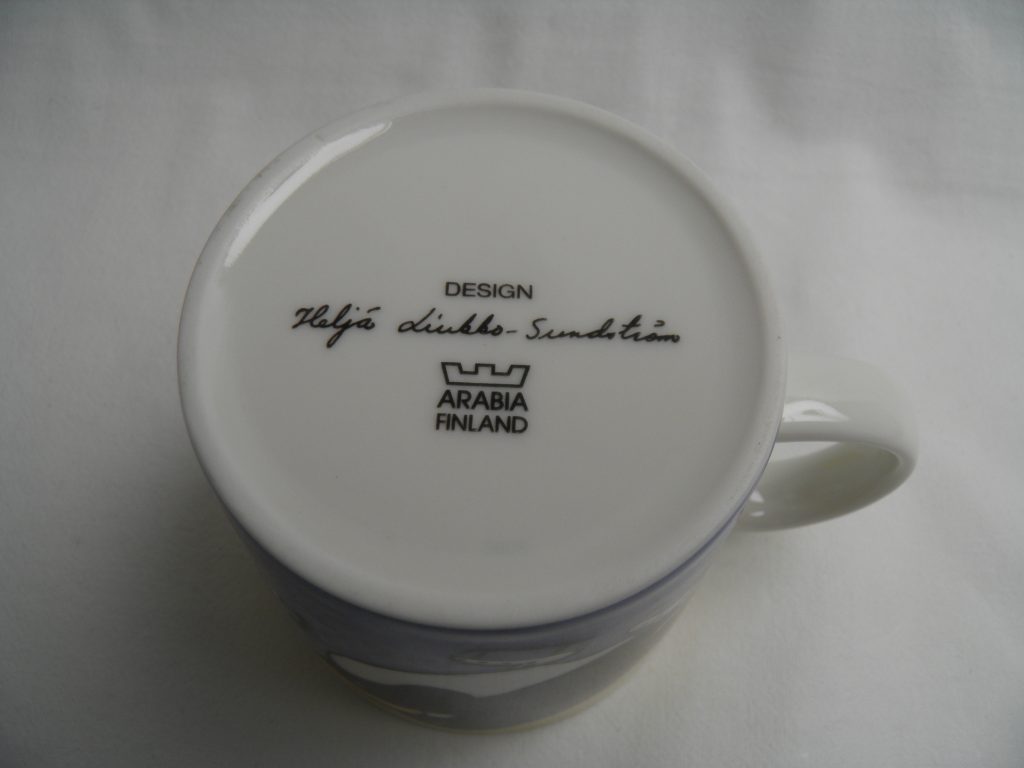 DESIGN
Heljä Liukko-Sundström
ARABIA
FINLAND